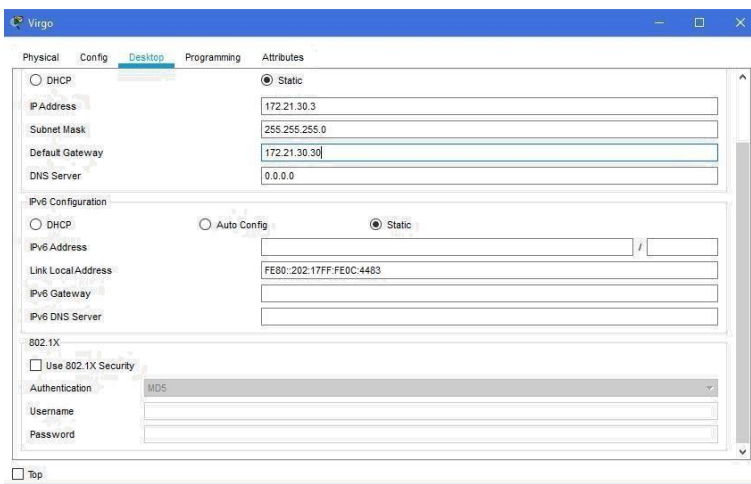 Virgo
Physical Config Desktop Programming Attributes
DHCP Static
IP Address 172.21.30.3
Subnet Mask 255.255.255.0
Default Gateway 172.21.30.30
DNS Server 0.0.0.0
IPv6 Configuration
DHCP Auto Config Static
IPv6 Address /
Link Local Address FE80::202:17FF:FE0C:4483
IPv6 Gateway
IPv6 DNS Server
802.1X
Use 802.1X Security
Authentication MD5
Username
Password
Top